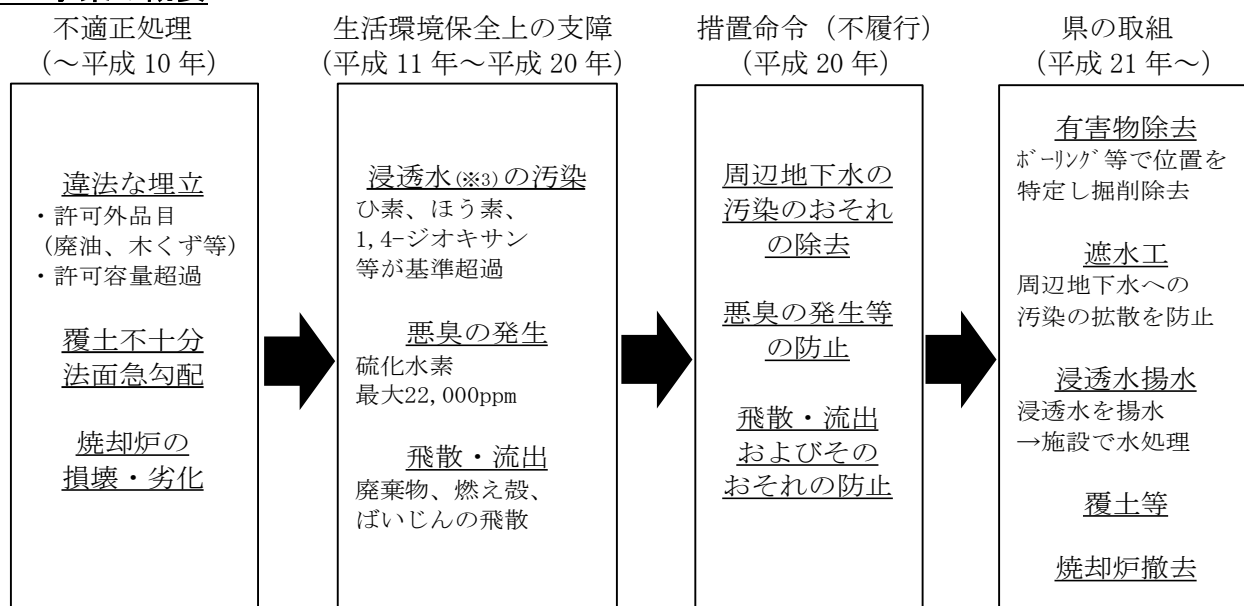 不適正処理
（～平成 10 年）
違法な埋立
・許可外品目
（廃油、木くず等）
・許可容量超過
覆土不十分
法面急勾配
焼却炉の
損壊・劣化
生活環境保全上の支障
（平成 11 年～平成 20 年）
浸透水(※3)の汚染
ひ素、ほう素、
1,4-ジオキサン
等が基準超過
悪臭の発生
硫化水素
最大22,000ppm
飛散・流出
廃棄物、燃え殻、
ばいじんの飛散
措置命令（不履行）
（平成 20 年）
周辺地下水の
汚染のおそれ
の除去
悪臭の発生等
の防止
飛散・流出
およびその
おそれの防止
県の取組
（平成 21 年～）
有害物除去
ﾎﾞｰﾘﾝｸﾞ等で位置を
特定し掘削除去
遮水工
周辺地下水への
汚染の拡散を防止
浸透水揚水
浸透水を揚水
→施設で水処理
覆土等
焼却炉撤去